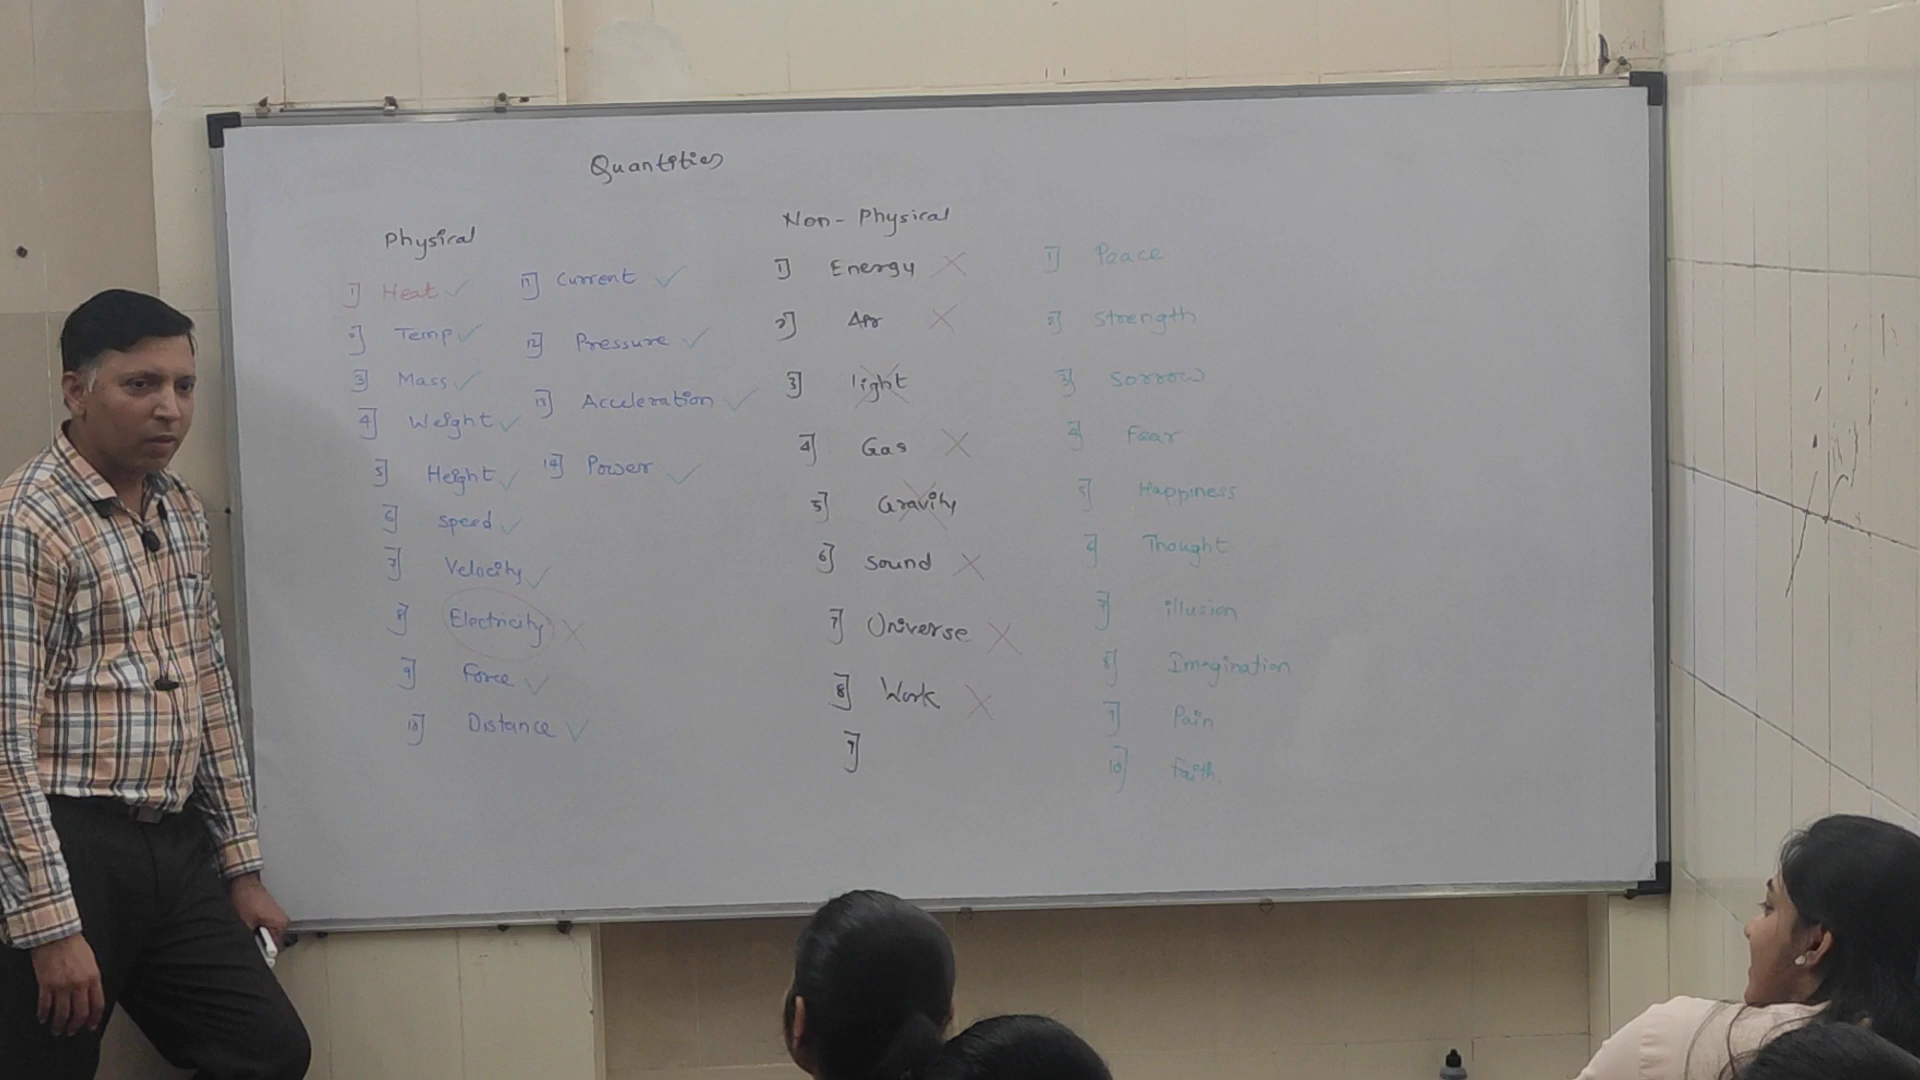 Quantities
Physical
1] Heat ✓
2] Temp ✓
3] Mass ✓
4] Weight ✓
5] Height ✓
6] Speed ✓
7] Velocity ✓
8] Electricity ✗
9] Force ✓
10] Distance ✓
11] Current ✓
12] Pressure ✓
13] Acceleration ✓
14] Power ✓
Non-Physical
1] Energy ✗
2] Air ✗
3] light
4] Gas ✗
5] Gravity
6] Sound ✗
7] Universe ✗
8] Work ✗
9]
1] Peace
2] Strength
3] Sorrow
4] Fear
5] Happiness
6] Thought
7] illusion
8] Imagination
9] Pain
10] faith.